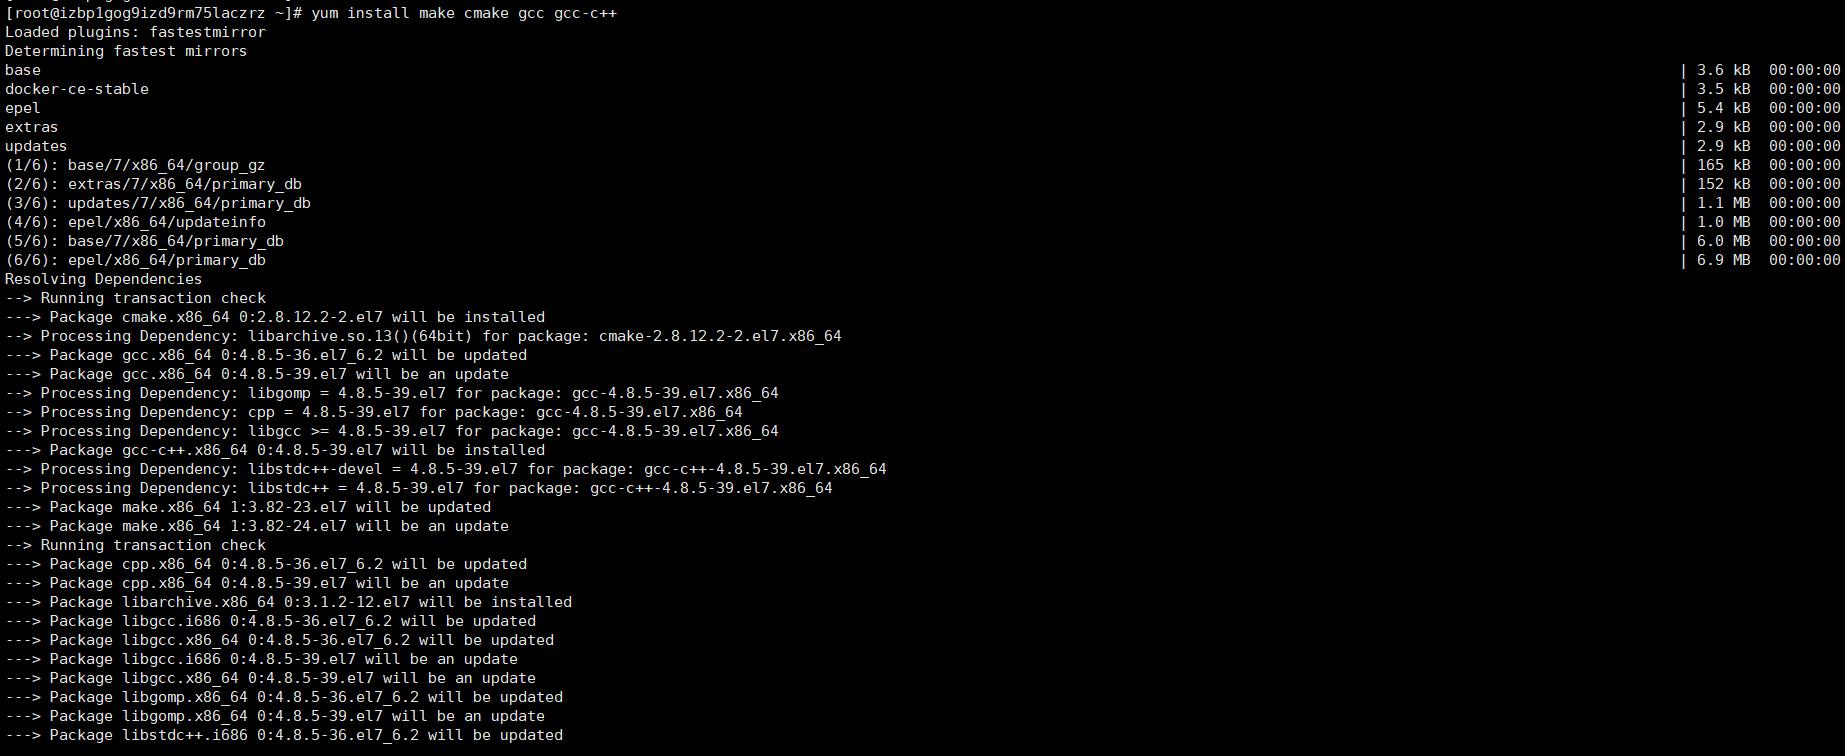 [root@izbp1gog9izd9rm75laczrz ~]# yum install make cmake gcc gcc-c++
Loaded plugins: fastestmirror
Determining fastest mirrors
base | 3.6 kB 00:00:00
docker-ce-stable | 3.5 kB 00:00:00
epel | 5.4 kB 00:00:00
extras | 2.9 kB 00:00:00
updates | 2.9 kB 00:00:00
(1/6): base/7/x86_64/group_gz | 165 kB 00:00:00
(2/6): extras/7/x86_64/primary_db | 152 kB 00:00:00
(3/6): updates/7/x86_64/primary_db | 1.1 MB 00:00:00
(4/6): epel/x86_64/updateinfo | 1.0 MB 00:00:00
(5/6): base/7/x86_64/primary_db | 6.0 MB 00:00:00
(6/6): epel/x86_64/primary_db | 6.9 MB 00:00:00
Resolving Dependencies
--> Running transaction check
---> Package cmake.x86_64 0:2.8.12.2-2.el7 will be installed
--> Processing Dependency: libarchive.so.13()(64bit) for package: cmake-2.8.12.2-2.el7.x86_64
---> Package gcc.x86_64 0:4.8.5-36.el7_6.2 will be updated
---> Package gcc.x86_64 0:4.8.5-39.el7 will be an update
--> Processing Dependency: libgomp = 4.8.5-39.el7 for package: gcc-4.8.5-39.el7.x86_64
--> Processing Dependency: cpp = 4.8.5-39.el7 for package: gcc-4.8.5-39.el7.x86_64
--> Processing Dependency: libgcc >= 4.8.5-39.el7 for package: gcc-4.8.5-39.el7.x86_64
---> Package gcc-c++.x86_64 0:4.8.5-39.el7 will be installed
--> Processing Dependency: libstdc++-devel = 4.8.5-39.el7 for package: gcc-c++-4.8.5-39.el7.x86_64
--> Processing Dependency: libstdc++ = 4.8.5-39.el7 for package: gcc-c++-4.8.5-39.el7.x86_64
---> Package make.x86_64 1:3.82-23.el7 will be updated
---> Package make.x86_64 1:3.82-24.el7 will be an update
--> Running transaction check
---> Package cpp.x86_64 0:4.8.5-36.el7_6.2 will be updated
---> Package cpp.x86_64 0:4.8.5-39.el7 will be an update
---> Package libarchive.x86_64 0:3.1.2-12.el7 will be installed
---> Package libgcc.i686 0:4.8.5-36.el7_6.2 will be updated
---> Package libgcc.x86_64 0:4.8.5-36.el7_6.2 will be updated
---> Package libgcc.i686 0:4.8.5-39.el7 will be an update
---> Package libgcc.x86_64 0:4.8.5-39.el7 will be an update
---> Package libgomp.x86_64 0:4.8.5-36.el7_6.2 will be updated
---> Package libgomp.x86_64 0:4.8.5-39.el7 will be an update
---> Package libstdc++.i686 0:4.8.5-36.el7_6.2 will be updated